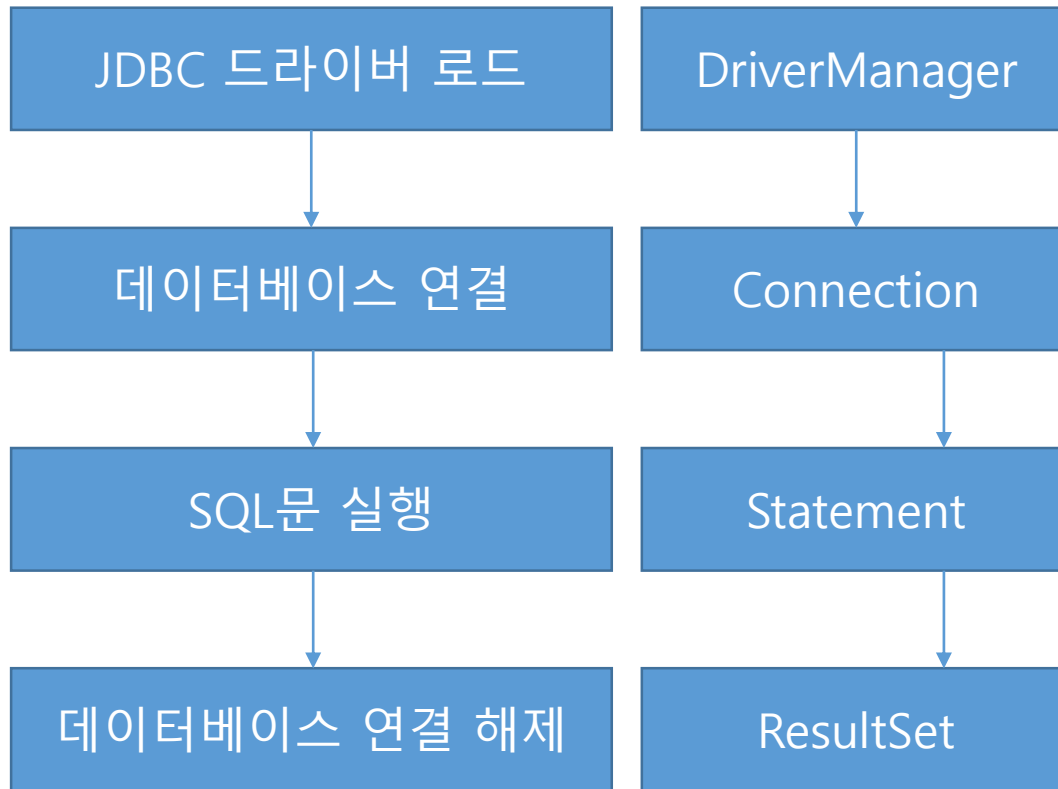 JDBC 드라이버 로드
DriverManager
데이터베이스 연결
Connection
SQL문 실행
Statement
데이터베이스 연결 해제
ResultSet